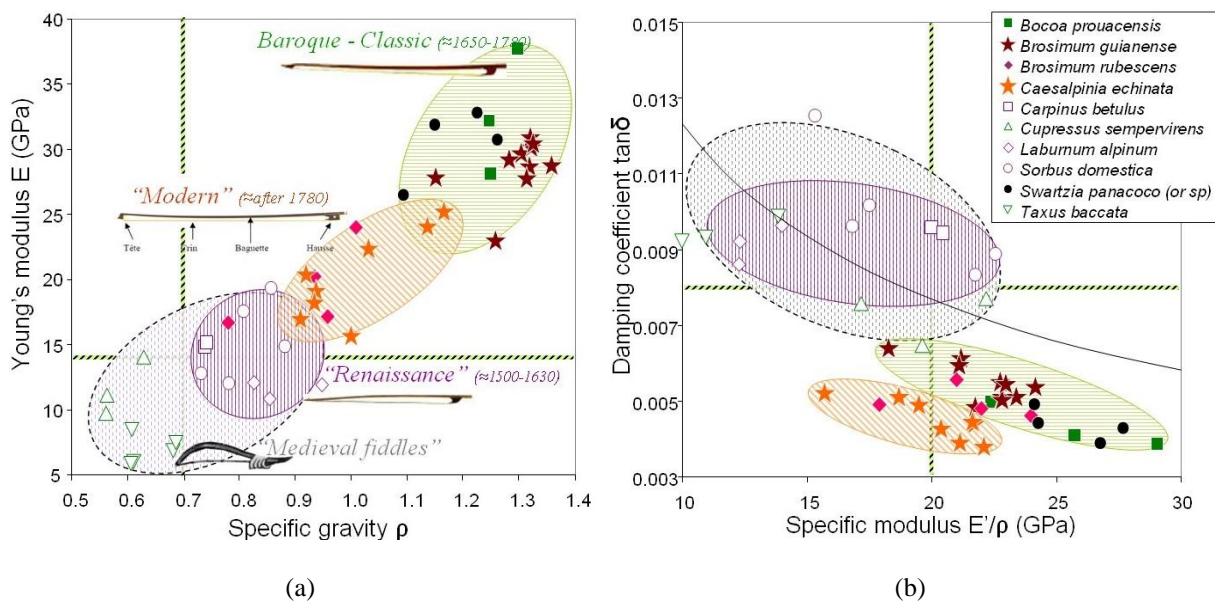 40
35
30
25
20
15
10
5
Young's modulus E (GPa)
Baroque - Classic (≈1650-1780)
"Modern" (≈after 1780)
Tête
Crin
Baguette
Hausse
"Renaissance" (≈1500-1630)
"Medieval fiddles"
0.5 0.6 0.7 0.8 0.9 1.0 1.1 1.2 1.3 1.4
Specific gravity ρ
(a)
0.015
0.013
0.011
0.009
0.007
0.005
0.003
Damping coefficient tanδ
Bocoa prouacensis
Brosimum guianense
Brosimum rubescens
Caesalpinia echinata
Carpinus betulus
Cupressus sempervirens
Laburnum alpinum
Sorbus domestica
Swartzia panacoco (or sp)
Taxus baccata
10 15 20 25 30
Specific modulus E'/ρ (GPa)
(b)